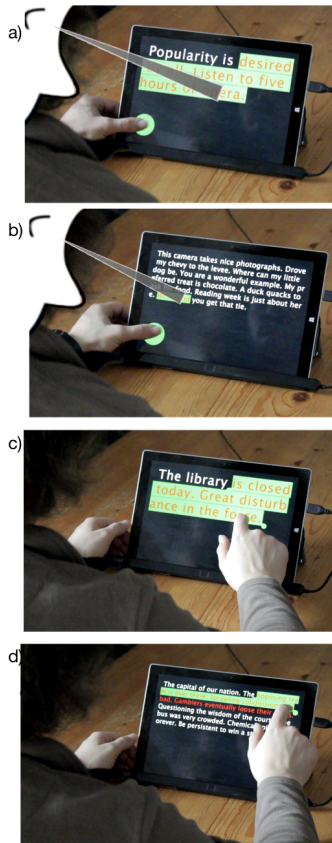 a)
Popularity is desired
Listen to five
hours of
b)
This camera takes nice photographs. Drove
my chevy to the levee. Where can my little
dog be. You are a wonderful example. My pr
treat is chocolate. A duck quacks to
Reading week is just about her
e. you get that tie.
c)
The library is closed
today. Great disturb
ance in the
d)
The capital of our nation. The
bad. Gamblers eventually loose their
Questioning the wisdom of the
bus was very crowded.
orever. Be persistent to win a